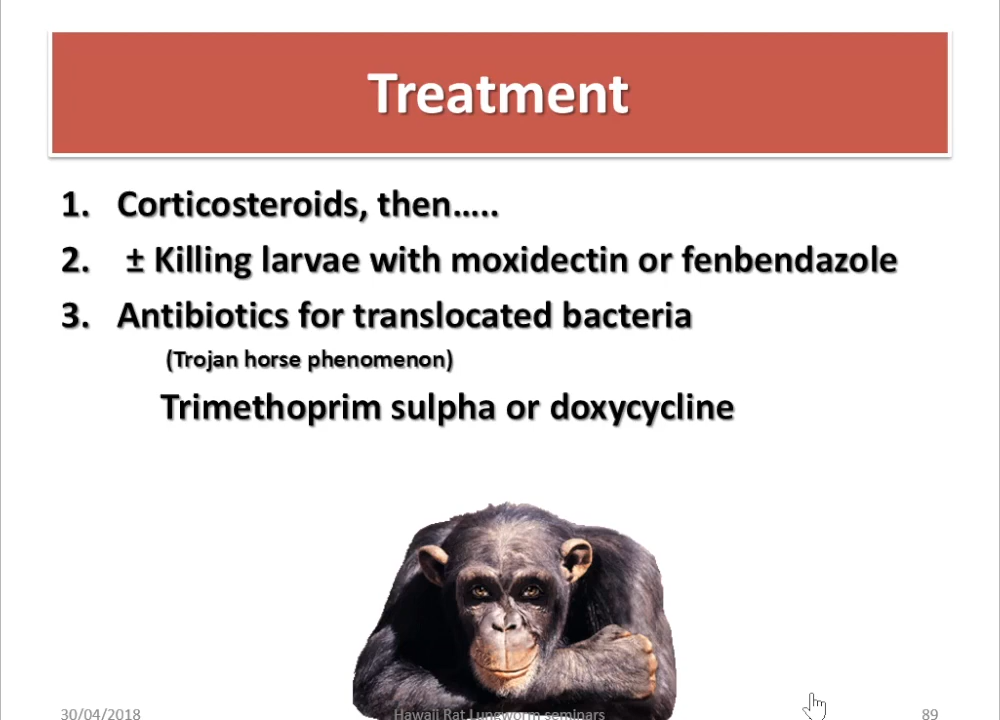 Treatment
1. Corticosteroids, then.....
2. ± Killing larvae with moxidectin or fenbendazole
3. Antibiotics for translocated bacteria
(Trojan horse phenomenon)
Trimethoprim sulpha or doxycycline
30/04/2018 Hawaii Rat Lungworm seminars 89